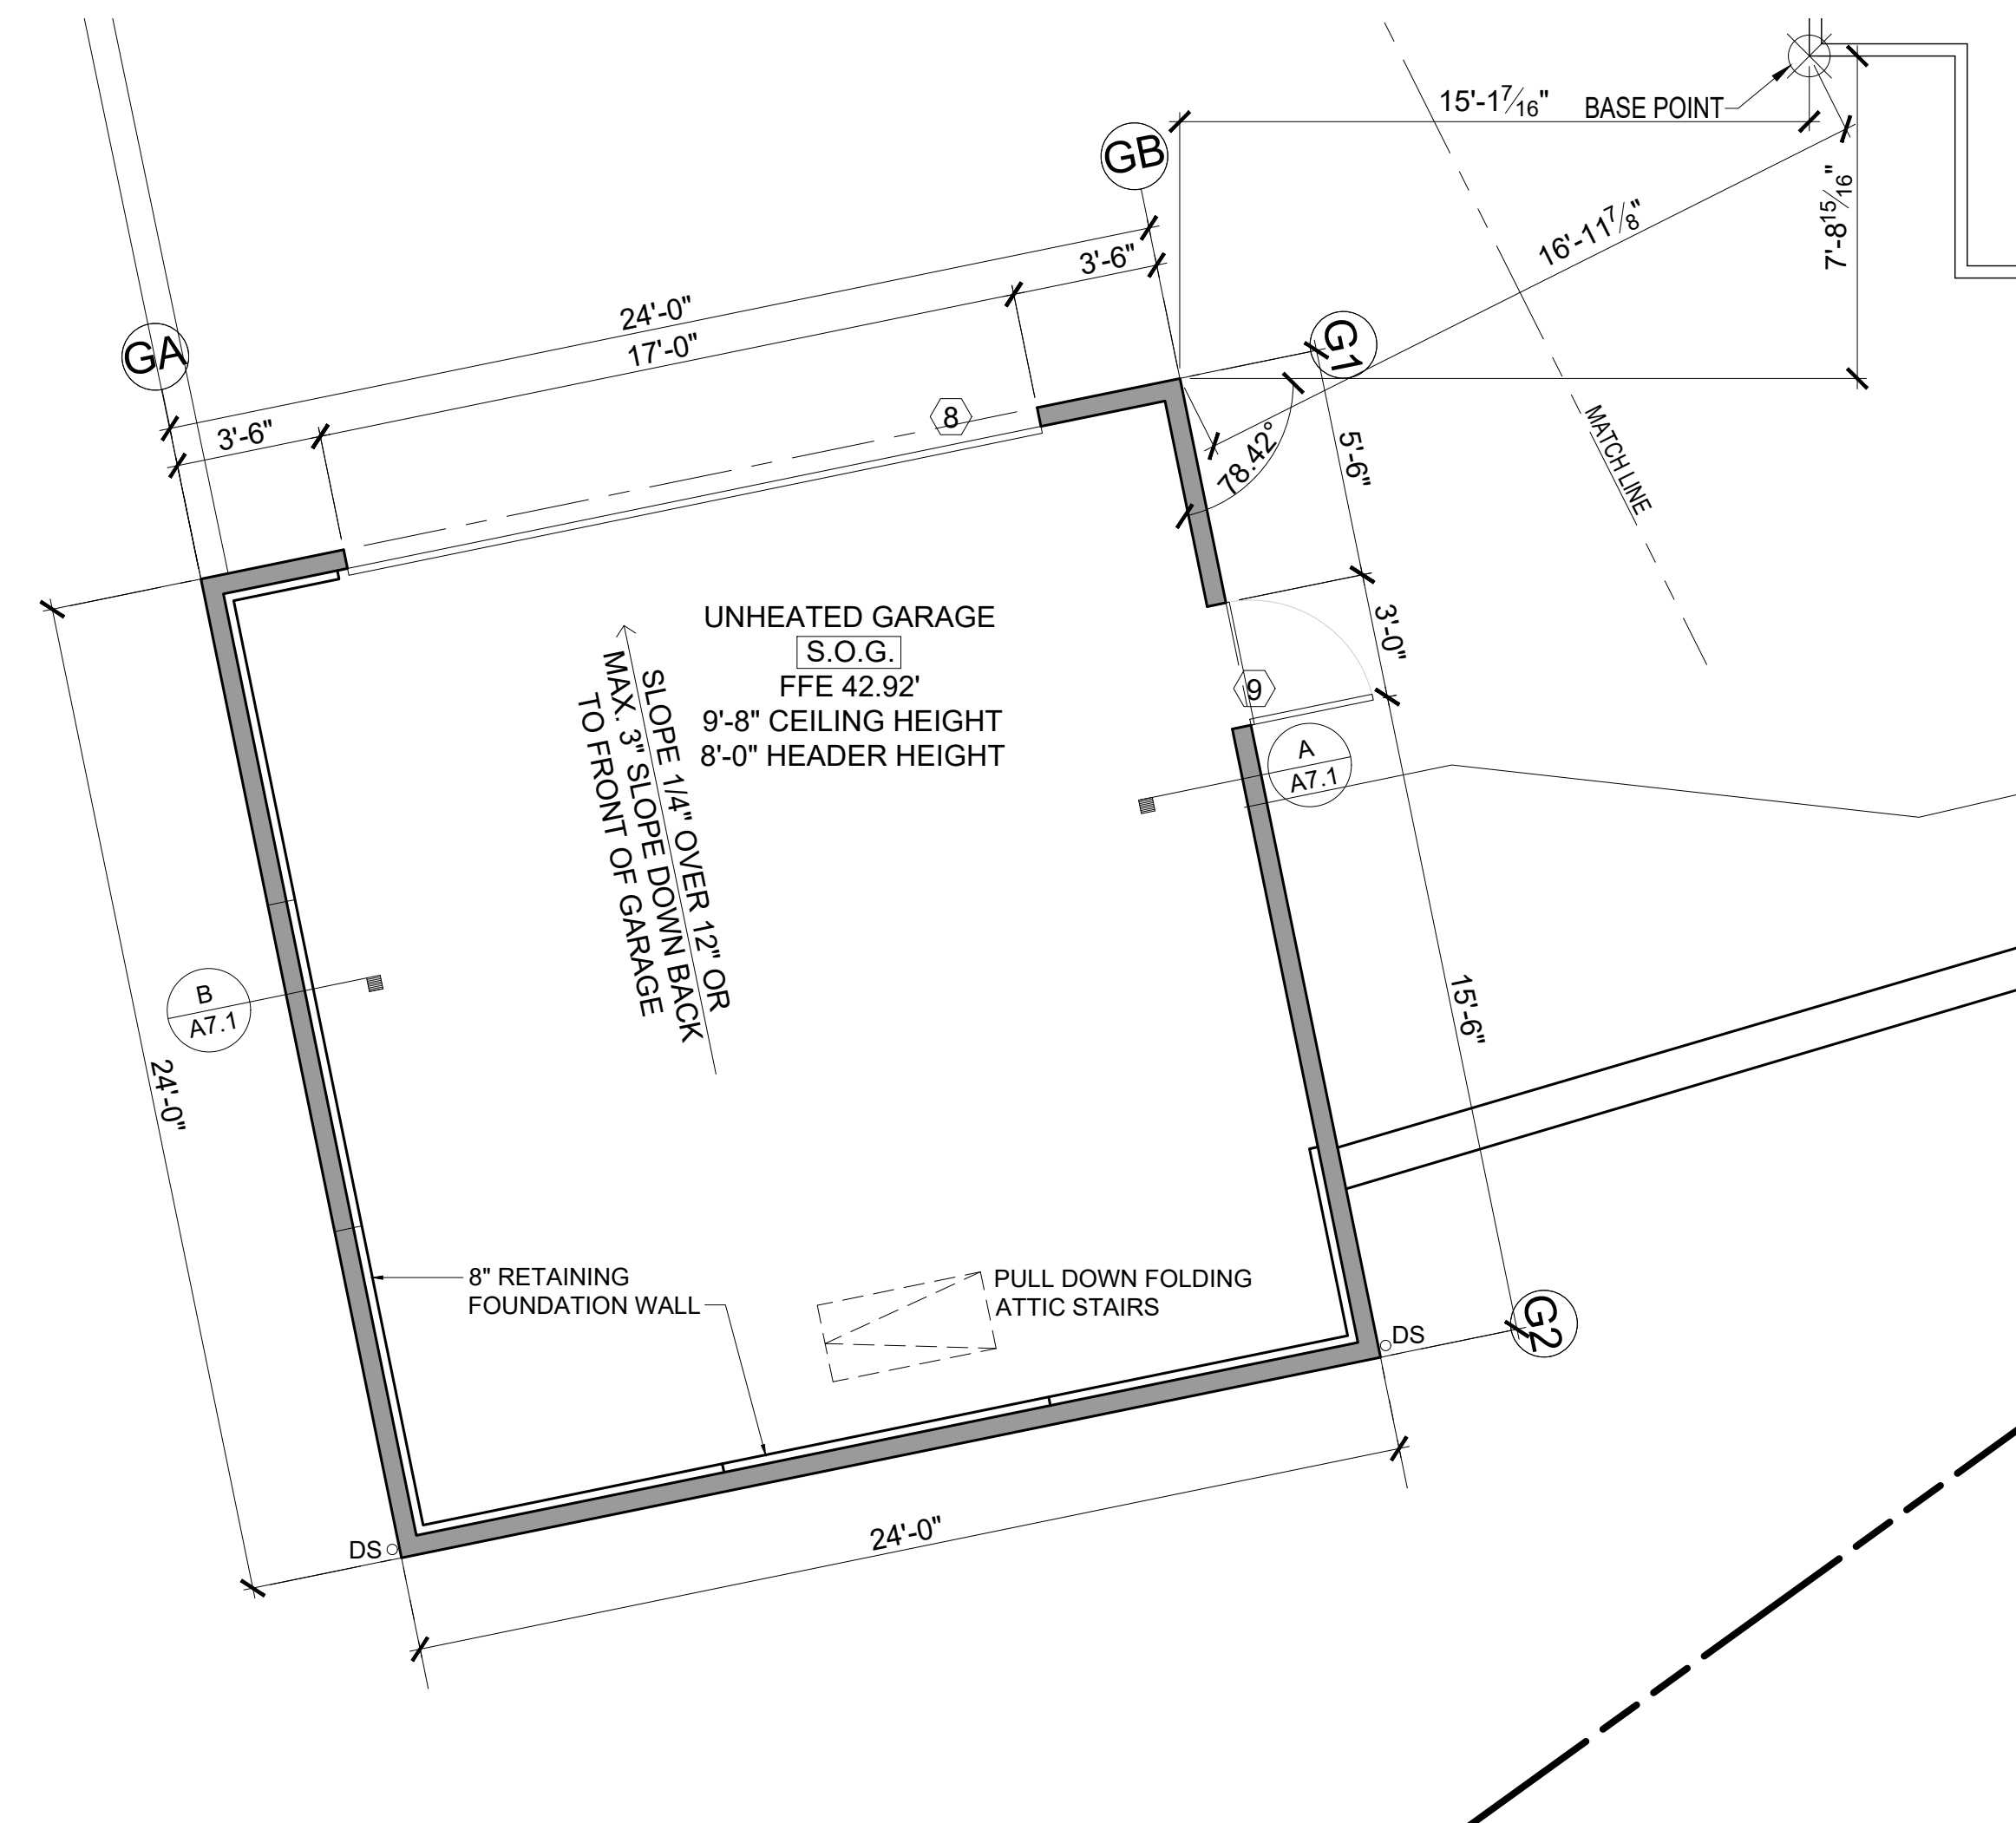 15'-1 7/16"
BASE POINT
GB
7'-8 15/16"
16'-11 7/8"
3'-6"
24'-0"
17'-0"
GA
G1
3'-6"
8
5'-6"
78.42°
MATCH LINE
UNHEATED GARAGE
S.O.G.
FFE 42.92'
9'-8" CEILING HEIGHT
8'-0" HEADER HEIGHT
3'-0"
9
SLOPE 1/4" OVER 12" OR
MAX. 3" SLOPE DOWN BACK
TO FRONT OF GARAGE
A
A7.1
B
A7.1
15'-6"
24'-0"
8" RETAINING
FOUNDATION WALL
PULL DOWN FOLDING
ATTIC STAIRS
G2
DS
DS
24'-0"